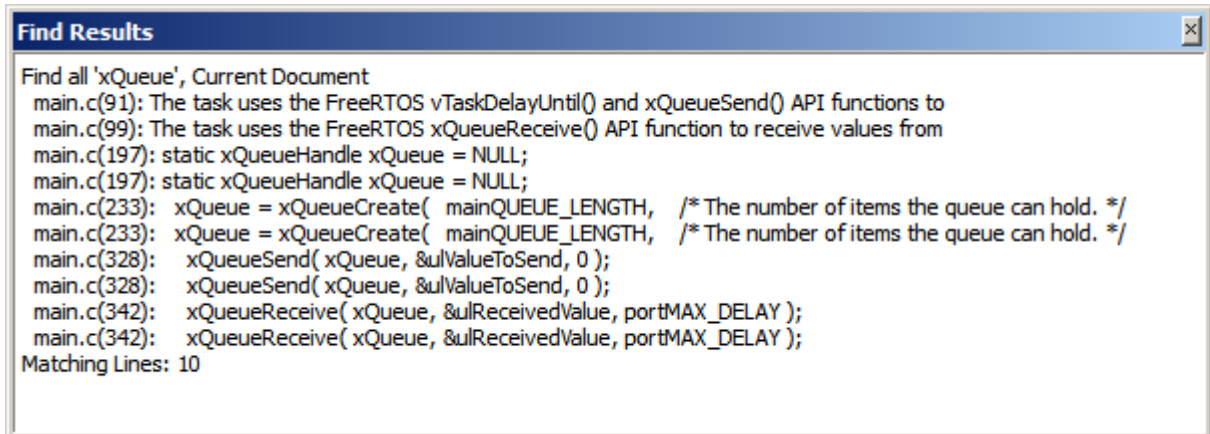 Find Results
Find all 'xQueue', Current Document
main.c(91): The task uses the FreeRTOS vTaskDelayUntil() and xQueueSend() API functions to
main.c(99): The task uses the FreeRTOS xQueueReceive() API function to receive values from
main.c(197): static xQueueHandle xQueue = NULL;
main.c(197): static xQueueHandle xQueue = NULL;
main.c(233):  xQueue = xQueueCreate(  mainQUEUE_LENGTH,   /* The number of items the queue can hold. */
main.c(233):  xQueue = xQueueCreate(  mainQUEUE_LENGTH,   /* The number of items the queue can hold. */
main.c(328):   xQueueSend( xQueue, &ulValueToSend, 0 );
main.c(328):   xQueueSend( xQueue, &ulValueToSend, 0 );
main.c(342):   xQueueReceive( xQueue, &ulReceivedValue, portMAX_DELAY );
main.c(342):   xQueueReceive( xQueue, &ulReceivedValue, portMAX_DELAY );
Matching Lines: 10